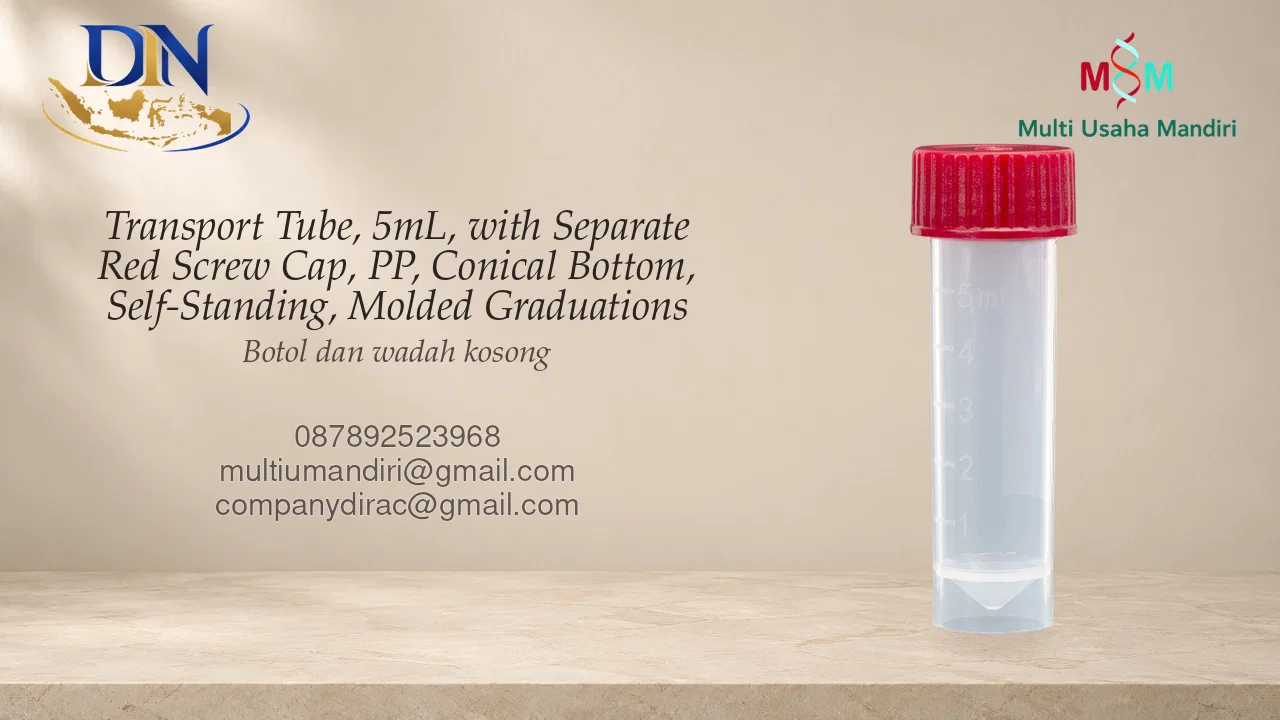 DN
M M
Multi Usaha Mandiri
Transport Tube, 5mL, with Separate
Red Screw Cap, PP, Conical Bottom,
Self-Standing, Molded Graduations
Botol dan wadah kosong
087892523968
multiumandiri@gmail.com
companydirac@gmail.com
5ml
4
3
2
1